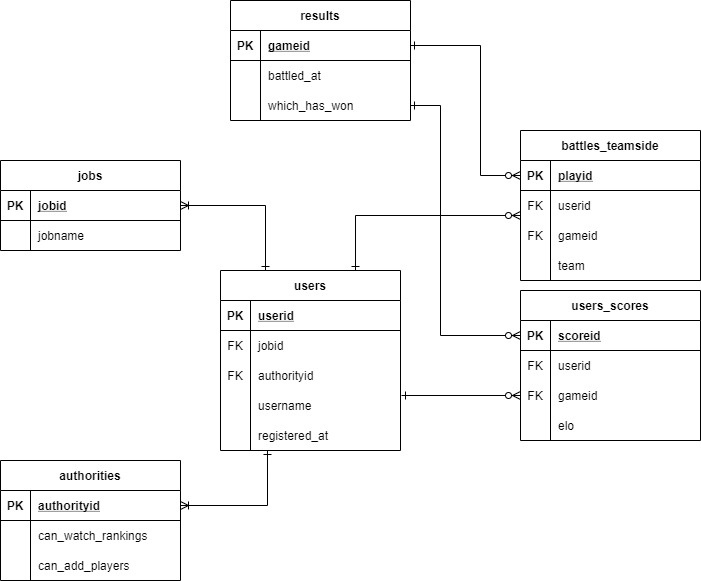 results
PK gameid
battled_at
which_has_won
battles_teamside
PK playid
FK userid
FK gameid
team
jobs
PK jobid
jobname
users
PK userid
FK jobid
FK authorityid
username
registered_at
users_scores
PK scoreid
FK userid
FK gameid
elo
authorities
PK authorityid
can_watch_rankings
can_add_players